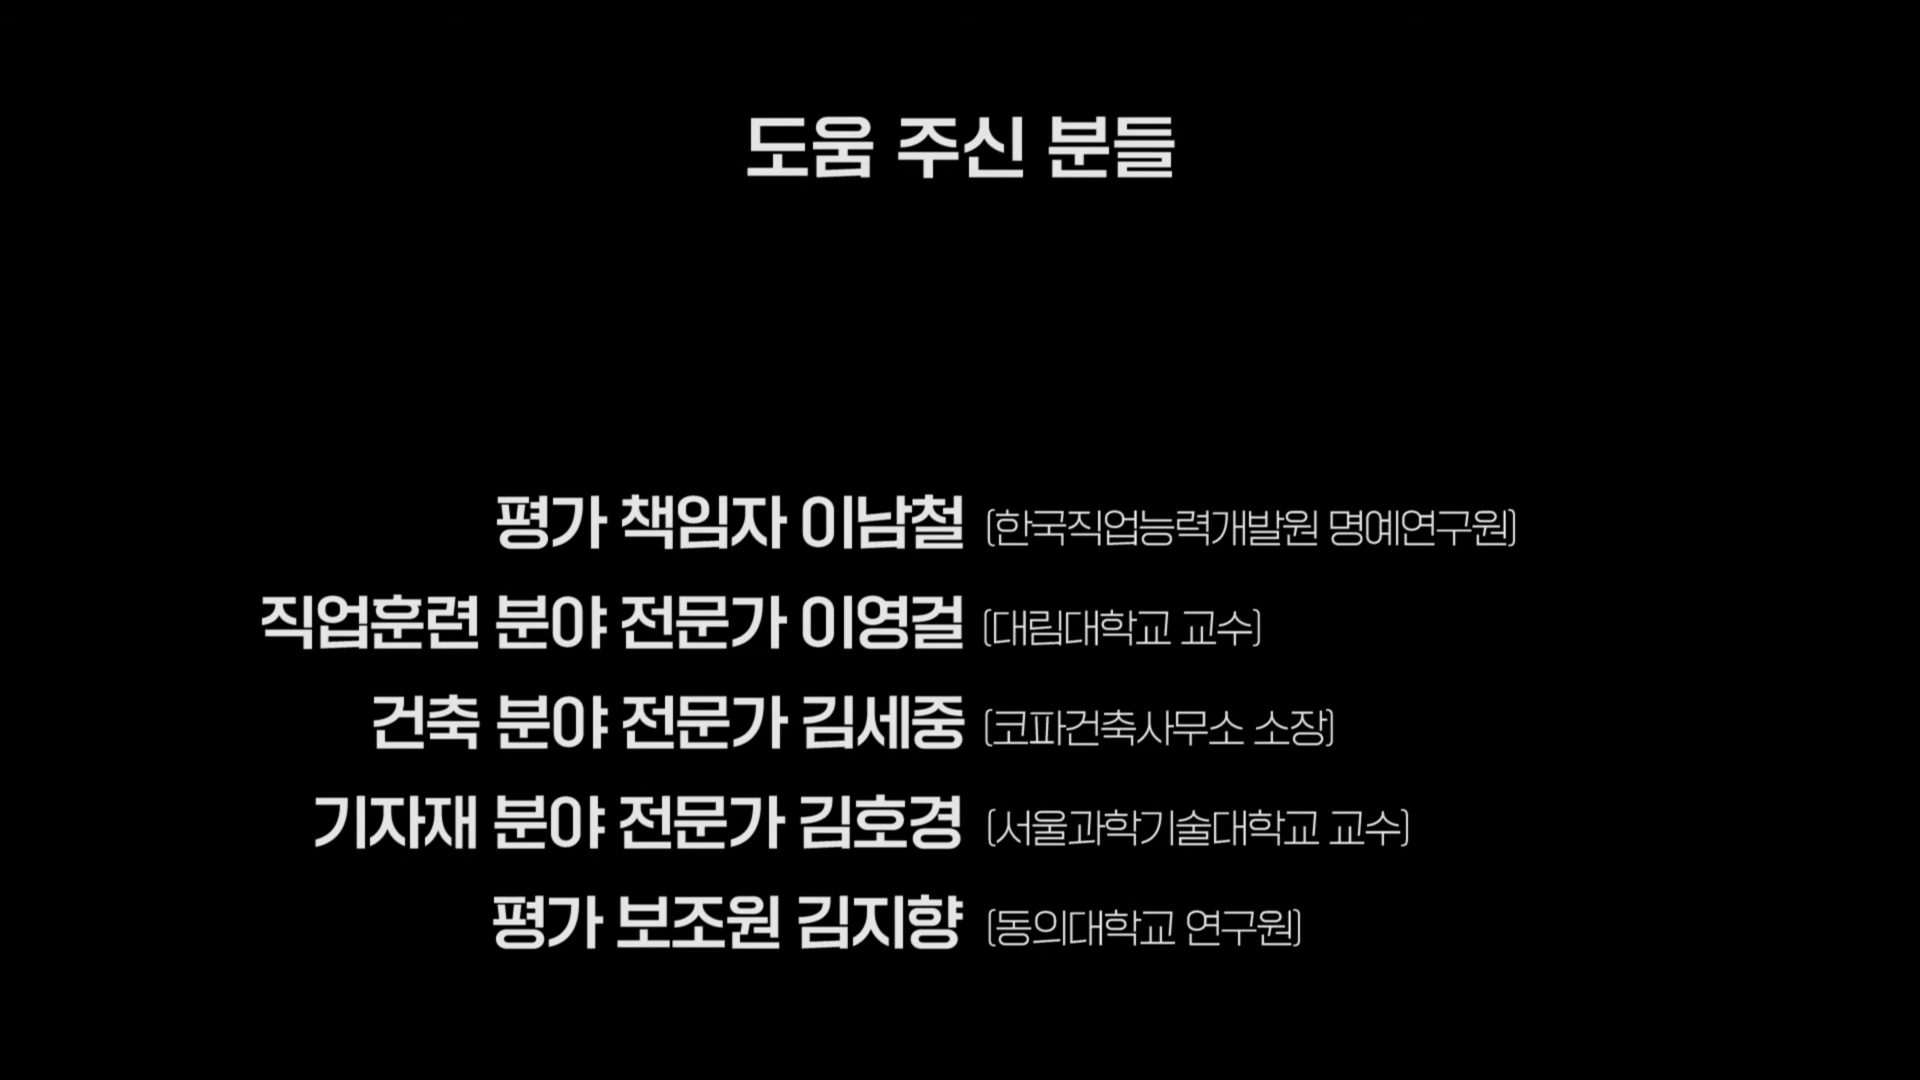 도움 주신 분들
평가 책임자 이남철 (한국직업능력개발원 명예연구원)
직업훈련 분야 전문가 이영걸 (대림대학교 교수)
건축 분야 전문가 김세중 (코파건축사무소 소장)
기자재 분야 전문가 김호경 (서울과학기술대학교 교수)
평가 보조원 김지향 (동의대학교 연구원)